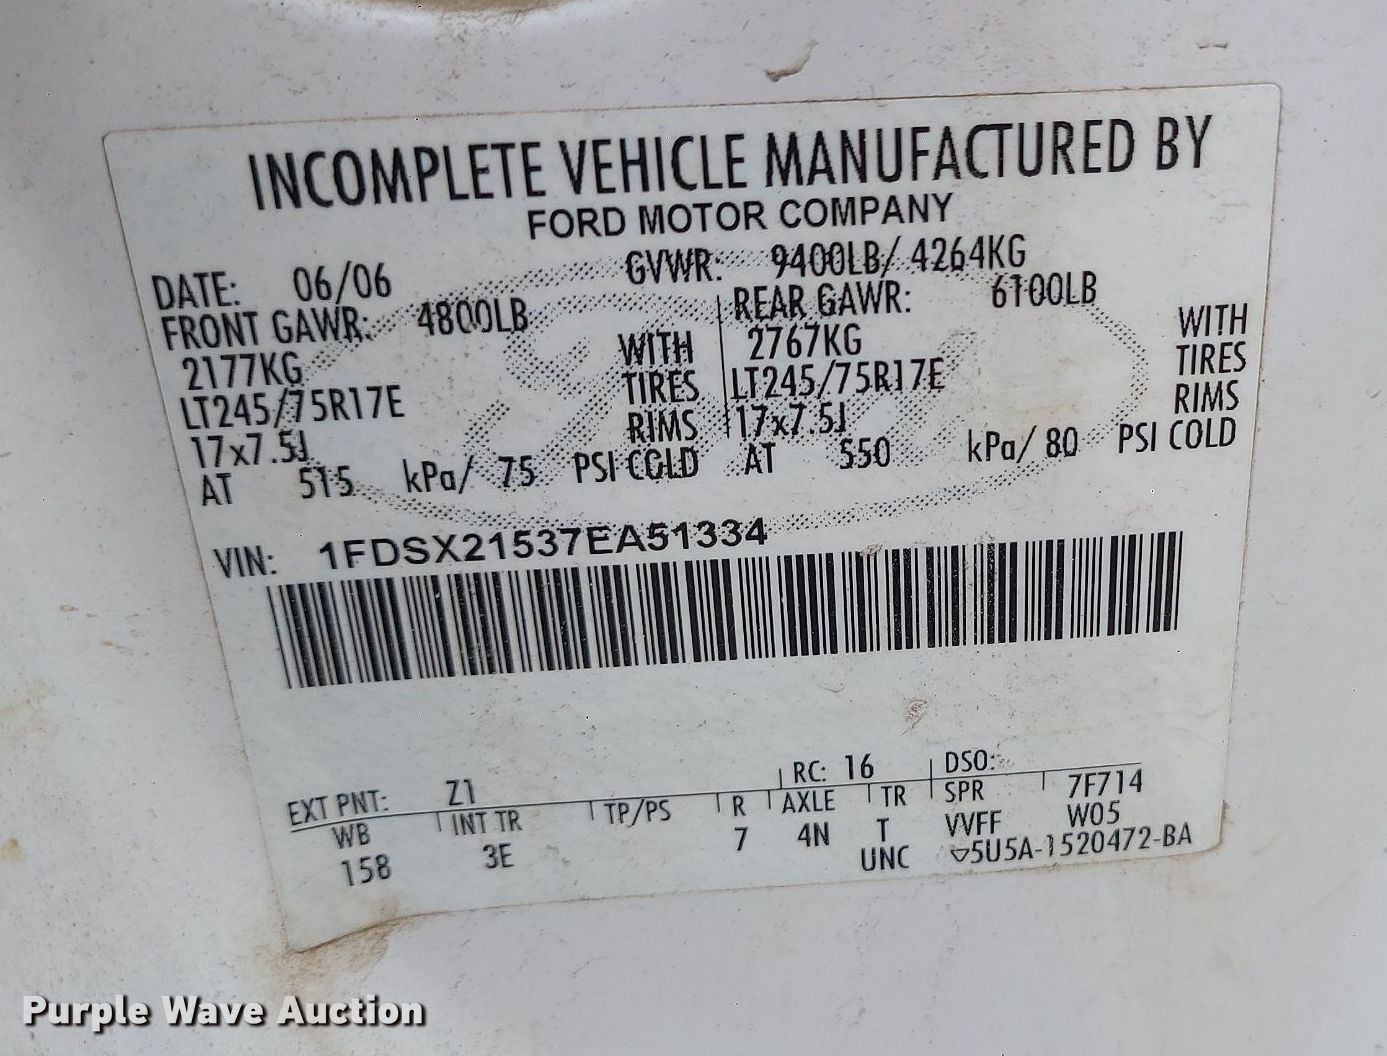 INCOMPLETE VEHICLE MANUFACTURED BY
FORD MOTOR COMPANY
DATE: 06/06 GVWR: 9400LB/ 4264KG
FRONT GAWR: 4800LB REAR GAWR: 6100LB
2177KG WITH 2767KG WITH
LT245/75R17E TIRES LT245/75R17E TIRES
17x7.5J RIMS 17x7.5J RIMS
AT 515 kPa/ 75 PSI COLD AT 550 kPa/ 80 PSI COLD
VIN: 1FDSX21537EA51334
EXT PNT: Z1 RC: 16 DSO:
WB INT TR TP/PS R AXLE TR SPR 7F714
158 3E 7 4N T VVFF W05
UNC ▽5U5A-1520472-BA
Purple Wave Auction